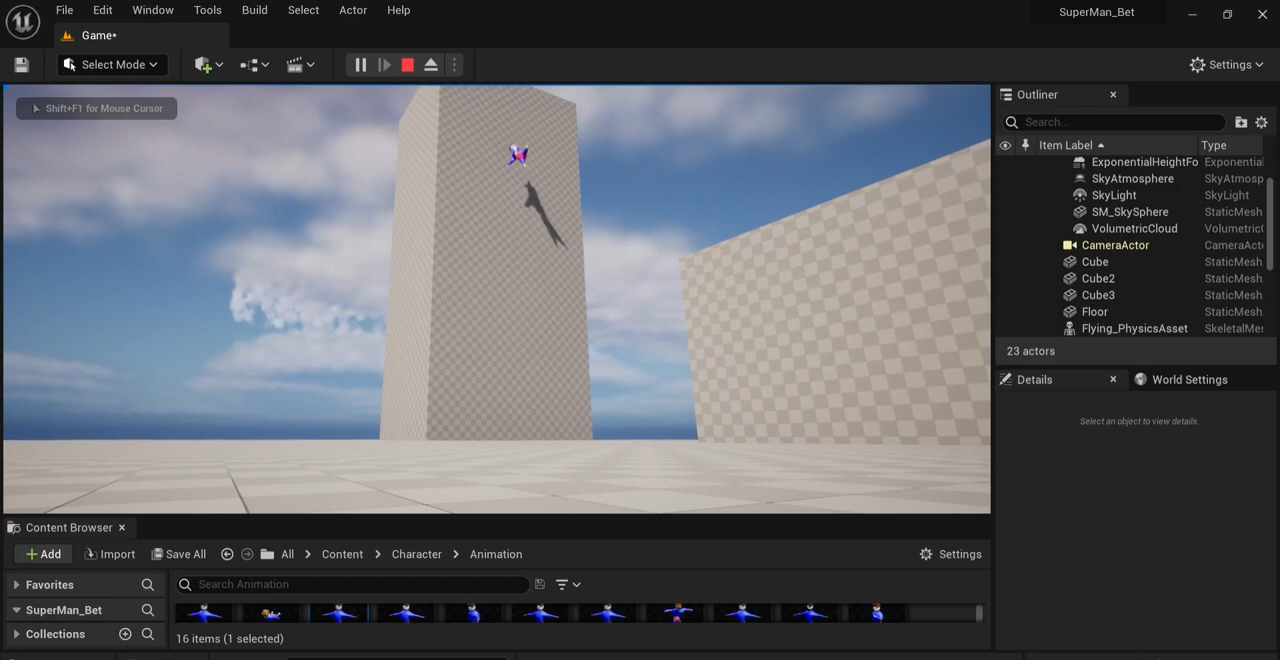 File Edit Window Tools Build Select Actor Help
SuperMan_Bet
Game*
Select Mode
Settings
Shift+F1 for Mouse Cursor
Outliner
Search...
Item Label Type
ExponentialHeightFo Exponential
SkyAtmosphere SkyAtmosp
SkyLight SkyLight
SM_SkySphere StaticMesh
VolumetricCloud Volumetric
CameraActor CameraActo
Cube StaticMesh
Cube2 StaticMesh
Cube3 StaticMesh
Floor StaticMesh
Flying_PhysicsAsset SkeletalMes
23 actors
Details World Settings
Select an object to view details.
Content Browser
Add Import Save All All Content Character Animation Settings
Favorites
Search Animation
SuperMan_Bet
Collections
16 items (1 selected)